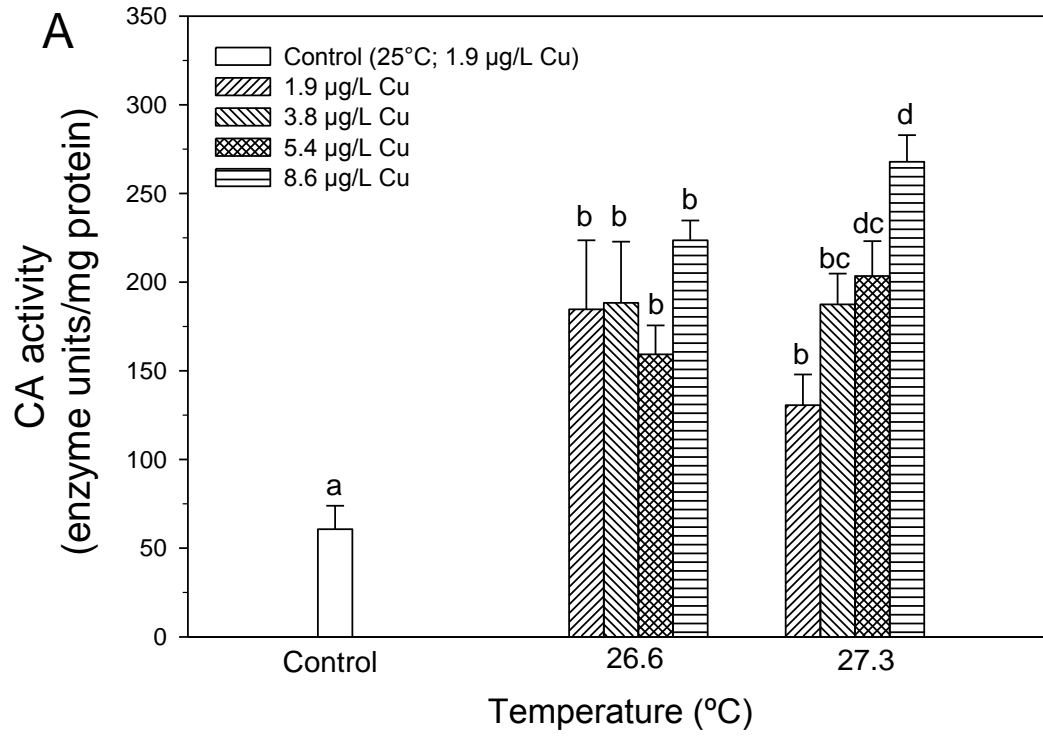 A
Control (25°C; 1.9 µg/L Cu)
1.9 µg/L Cu
3.8 µg/L Cu
5.4 µg/L Cu
8.6 µg/L Cu
CA activity
(enzyme units/mg protein)
350
300
250
200
150
100
50
0
a
b
b
b
b
b
bc
dc
d
Control
26.6
27.3
Temperature (ºC)